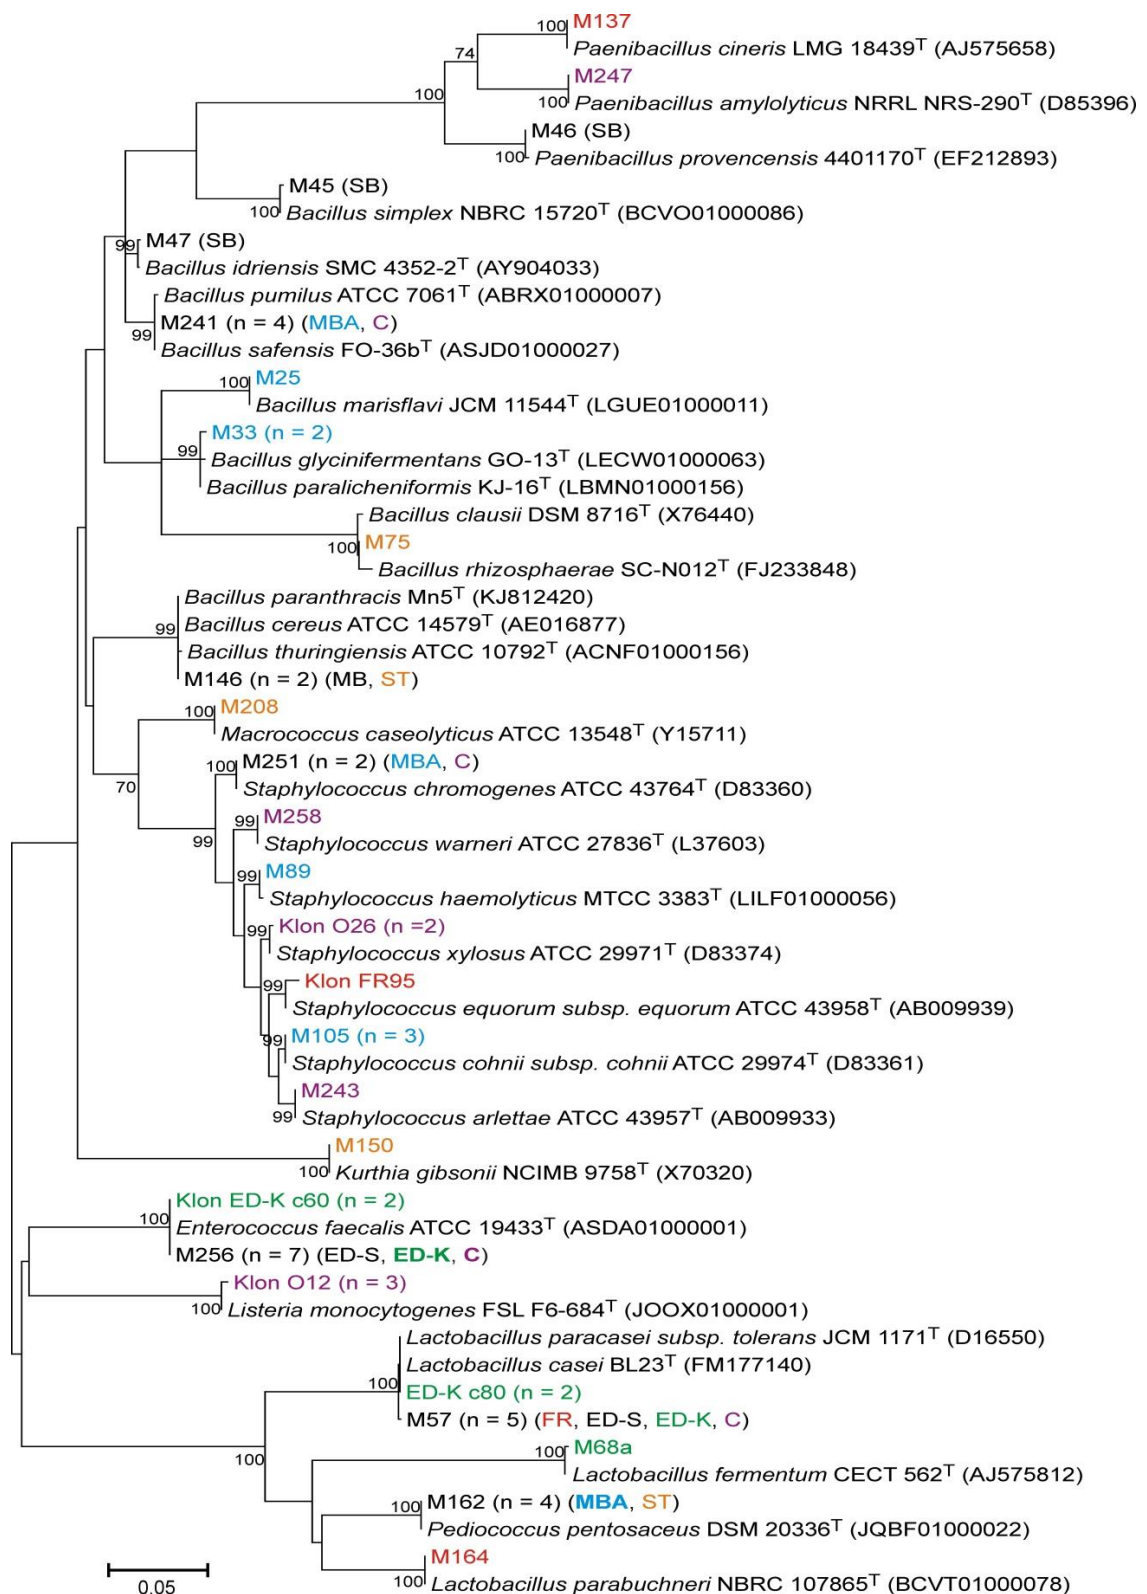 100 M137
Paenibacillus cineris LMG 18439T (AJ575658)
74
M247
100
100 Paenibacillus amylolyticus NRRL NRS-290T (D85396)
M46 (SB)
100 Paenibacillus provencensis 4401170T (EF212893)
M45 (SB)
100 Bacillus simplex NBRC 15720T (BCVO01000086)
99 M47 (SB)
Bacillus idriensis SMC 4352-2T (AY904033)
Bacillus pumilus ATCC 7061T (ABRX01000007)
M241 (n = 4) (MBA, C)
99 Bacillus safensis FO-36bT (ASJD01000027)
100 M25
Bacillus marisflavi JCM 11544T (LGUE01000011)
M33 (n = 2)
99 Bacillus glycinifermentans GO-13T (LECW01000063)
Bacillus paralicheniformis KJ-16T (LBMN01000156)
Bacillus clausii DSM 8716T (X76440)
100 M75
Bacillus rhizosphaerae SC-N012T (FJ233848)
Bacillus paranthracis Mn5T (KJ812420)
99 Bacillus cereus ATCC 14579T (AE016877)
Bacillus thuringiensis ATCC 10792T (ACNF01000156)
M146 (n = 2) (MB, ST)
100 M208
Macrococcus caseolyticus ATCC 13548T (Y15711)
100 M251 (n = 2) (MBA, C)
70 Staphylococcus chromogenes ATCC 43764T (D83360)
99 M258
99 Staphylococcus warneri ATCC 27836T (L37603)
99 M89
Staphylococcus haemolyticus MTCC 3383T (LILF01000056)
99 Klon O26 (n =2)
Staphylococcus xylosus ATCC 29971T (D83374)
99 Klon FR95
Staphylococcus equorum subsp. equorum ATCC 43958T (AB009939)
99 M105 (n = 3)
Staphylococcus cohnii subsp. cohnii ATCC 29974T (D83361)
M243
99 Staphylococcus arlettae ATCC 43957T (AB009933)
M150
100 Kurthia gibsonii NCIMB 9758T (X70320)
Klon ED-K c60 (n = 2)
100 Enterococcus faecalis ATCC 19433T (ASDA01000001)
M256 (n = 7) (ED-S, ED-K, C)
Klon O12 (n = 3)
100 Listeria monocytogenes FSL F6-684T (JOOX01000001)
Lactobacillus paracasei subsp. tolerans JCM 1171T (D16550)
Lactobacillus casei BL23T (FM177140)
100 ED-K c80 (n = 2)
M57 (n = 5) (FR, ED-S, ED-K, C)
100 100 M68a
Lactobacillus fermentum CECT 562T (AJ575812)
100 M162 (n = 4) (MBA, ST)
Pediococcus pentosaceus DSM 20336T (JQBF01000022)
M164
100 Lactobacillus parabuchneri NBRC 107865T (BCVT01000078)
0.05